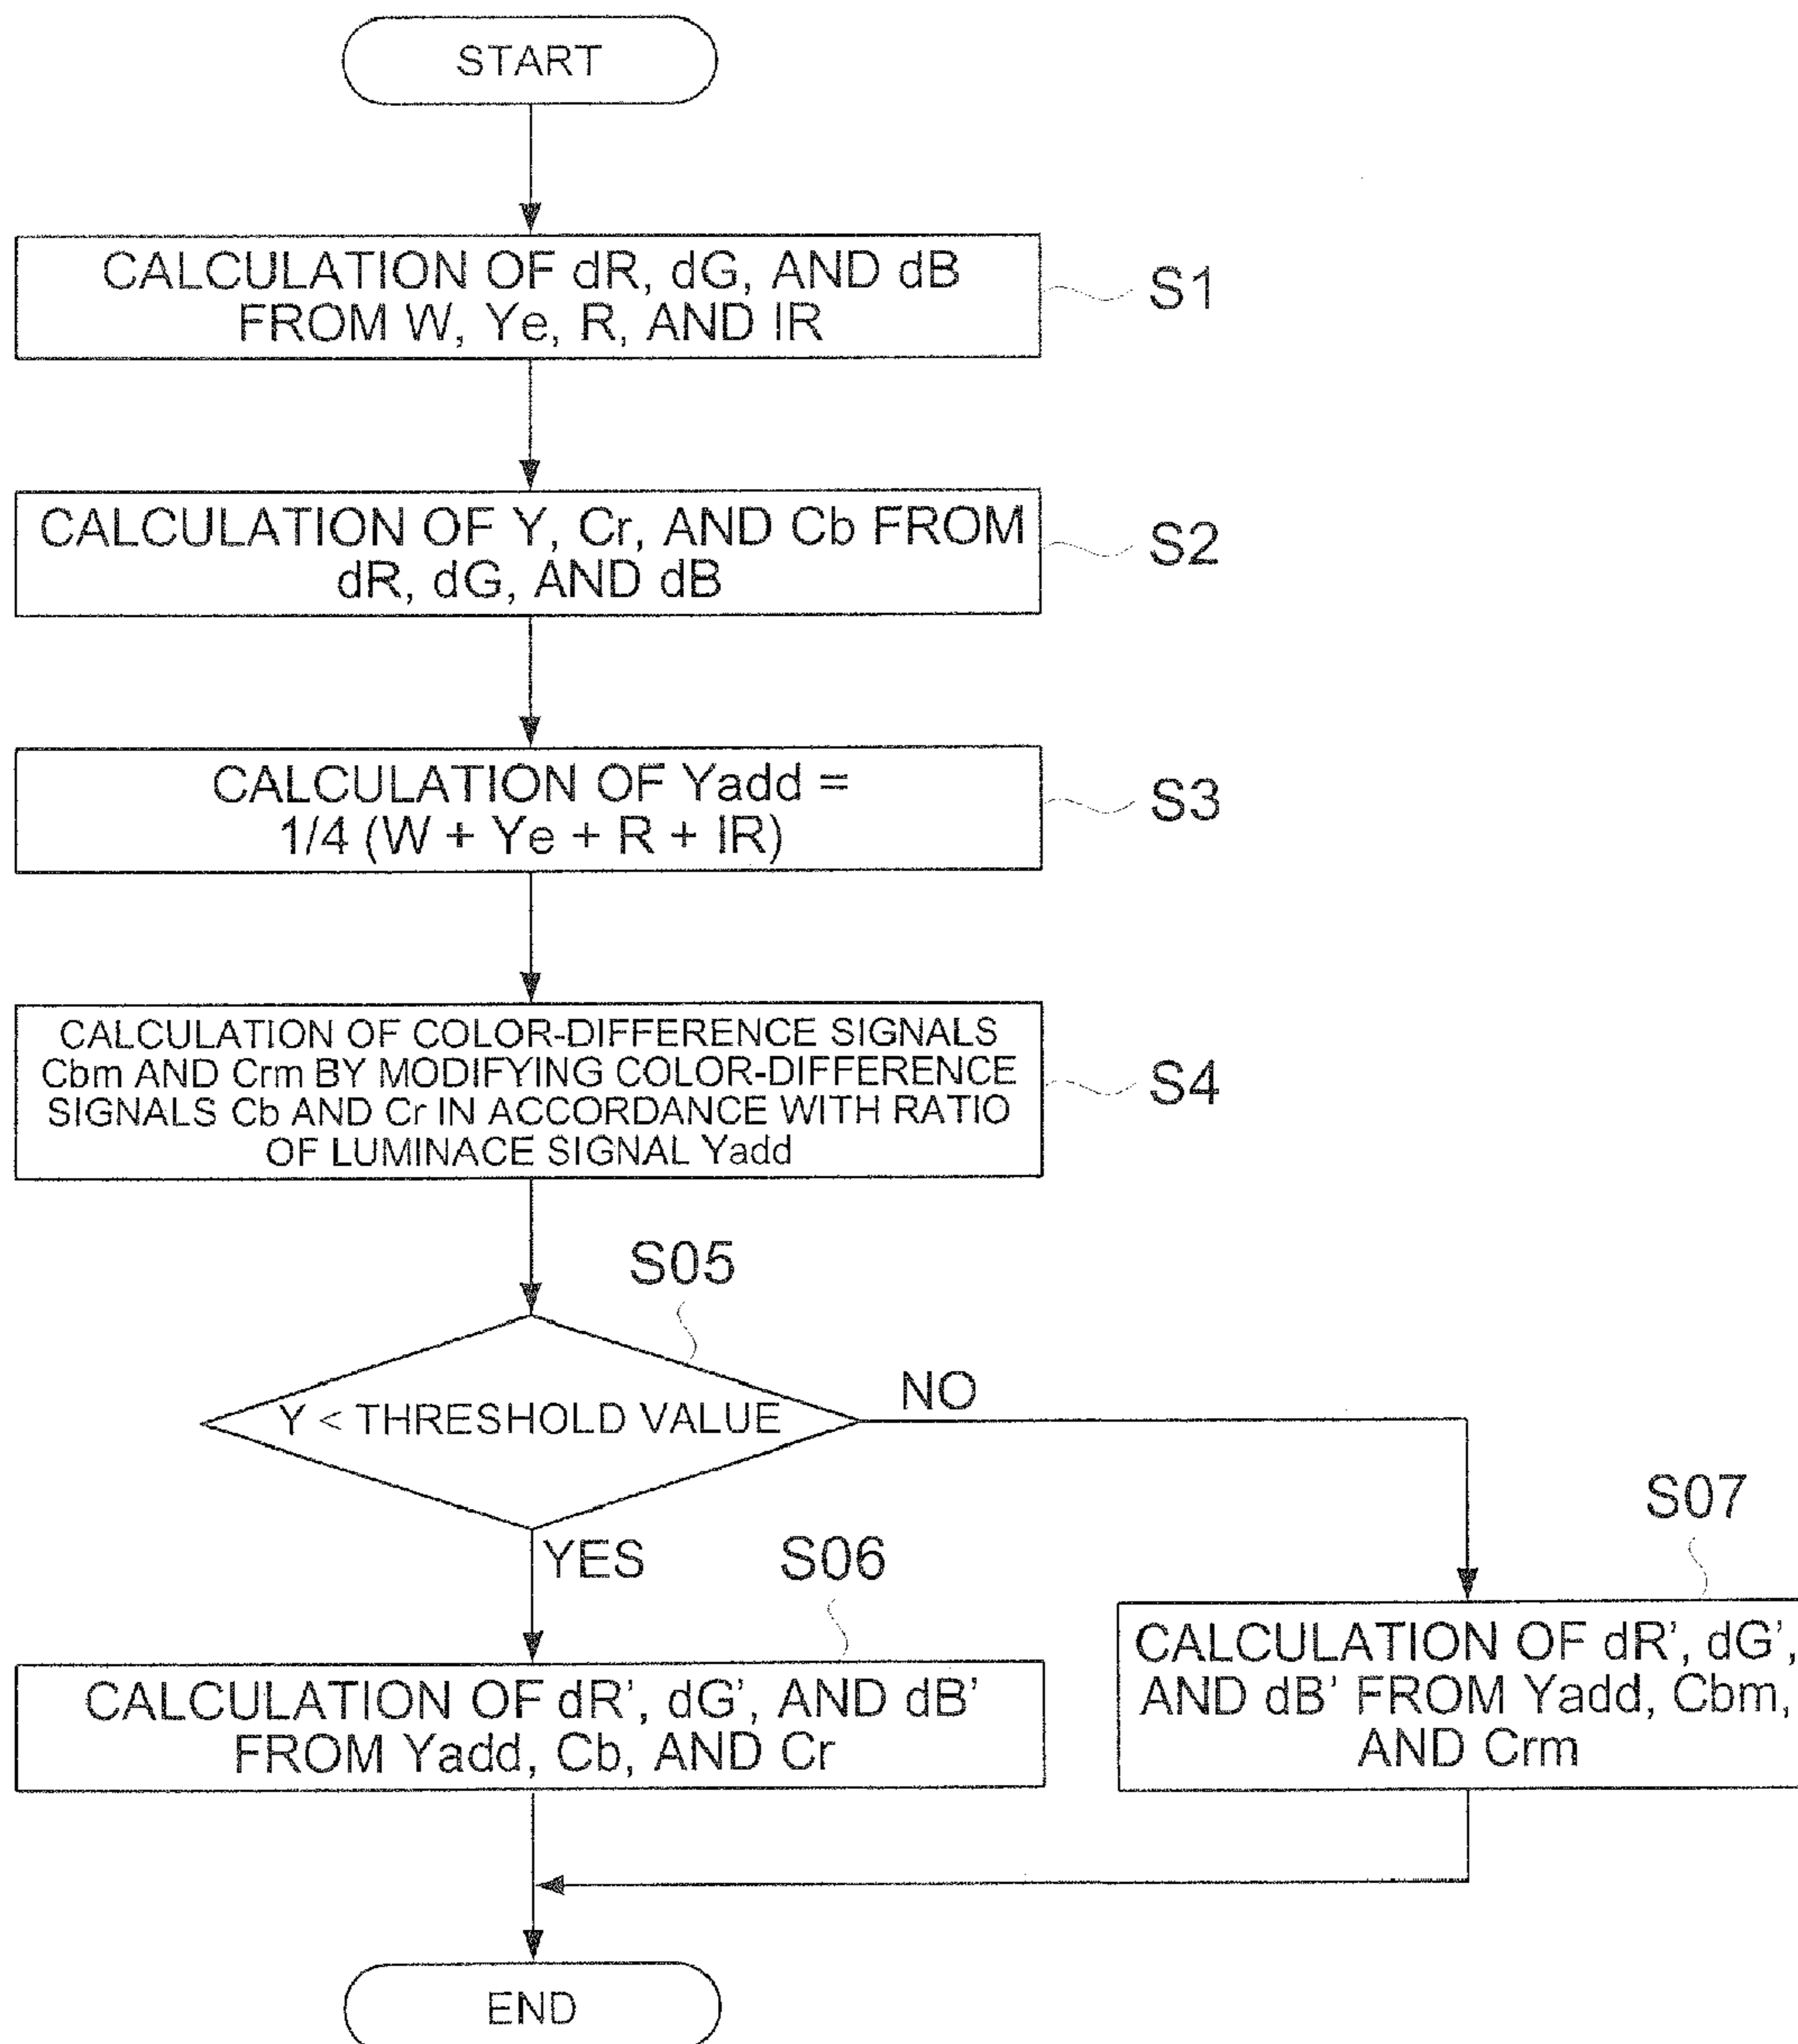 START
CALCULATION OF dR, dG, AND dB
FROM W, Ye, R, AND IR
S1
CALCULATION OF Y, Cr, AND Cb FROM
dR, dG, AND dB
S2
CALCULATION OF Yadd =
1/4 (W + Ye + R + IR)
S3
CALCULATION OF COLOR-DIFFERENCE SIGNALS
Cbm AND Crm BY MODIFYING COLOR-DIFFERENCE
SIGNALS Cb AND Cr IN ACCORDANCE WITH RATIO
OF LUMINACE SIGNAL Yadd
S4
S05
Y < THRESHOLD VALUE
NO
YES
S06
CALCULATION OF dR', dG', AND dB'
FROM Yadd, Cb, AND Cr
S07
CALCULATION OF dR', dG',
AND dB' FROM Yadd, Cbm,
AND Crm
END